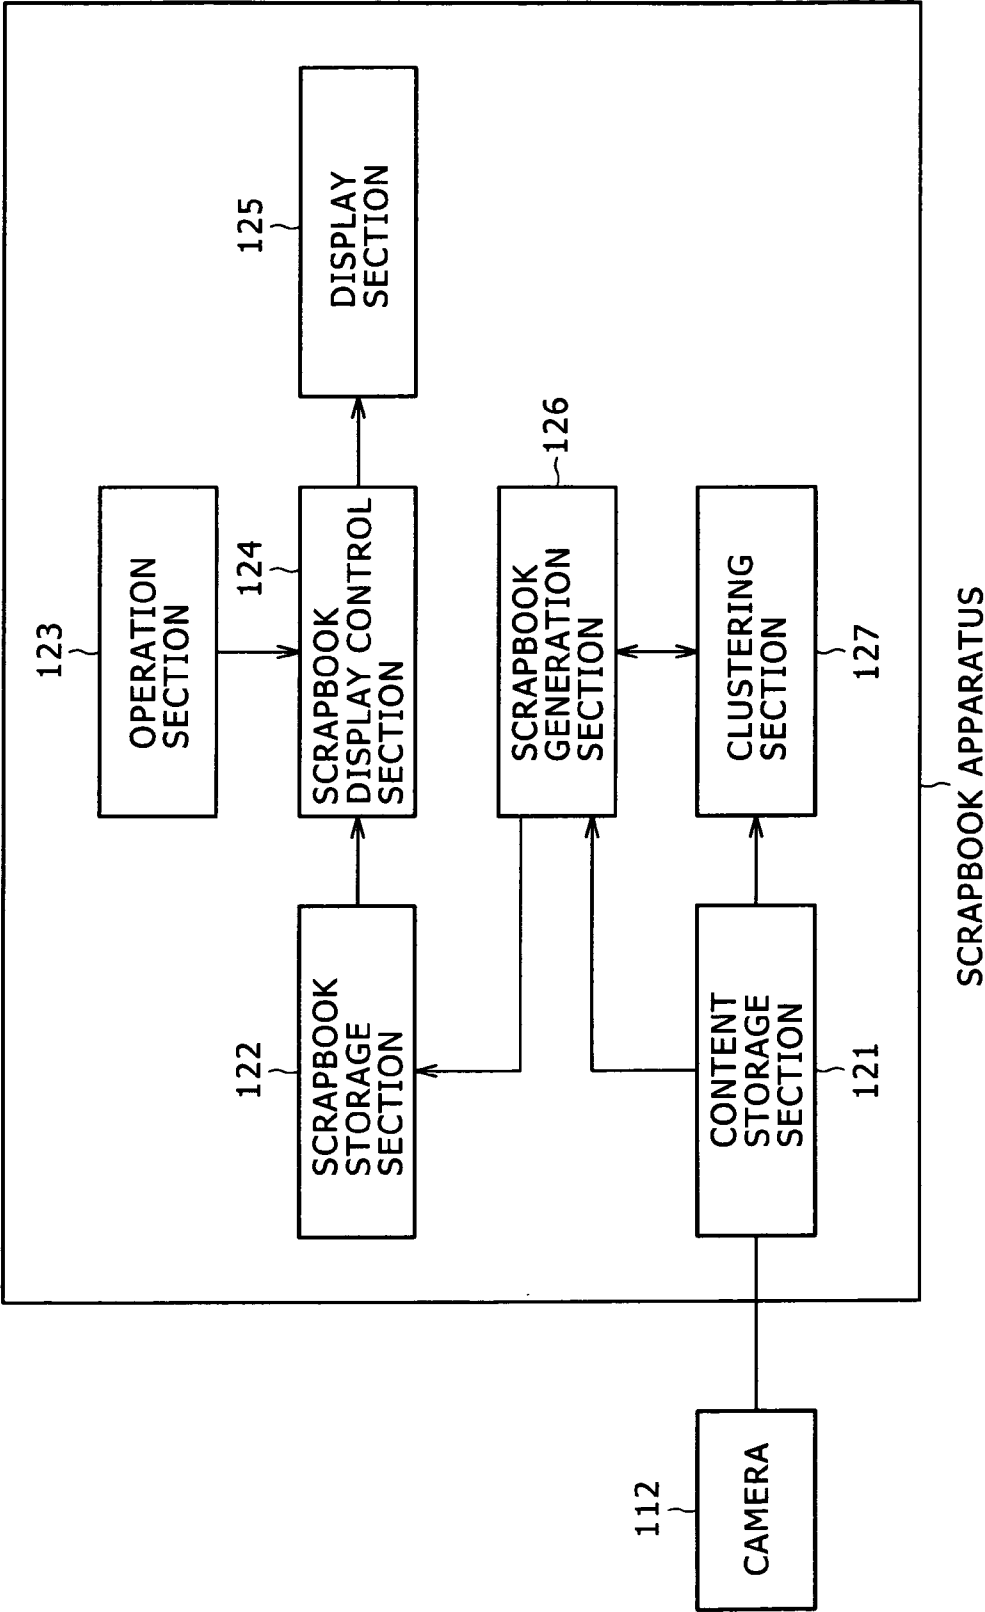 123
OPERATION
SECTION
122
SCRAPBOOK
STORAGE
SECTION
124
SCRAPBOOK
DISPLAY CONTROL
SECTION
125
DISPLAY
SECTION
SCRAPBOOK
GENERATION
SECTION
126
112
CAMERA
CONTENT
STORAGE
SECTION
121
CLUSTERING
SECTION
127
SCRAPBOOK APPARATUS